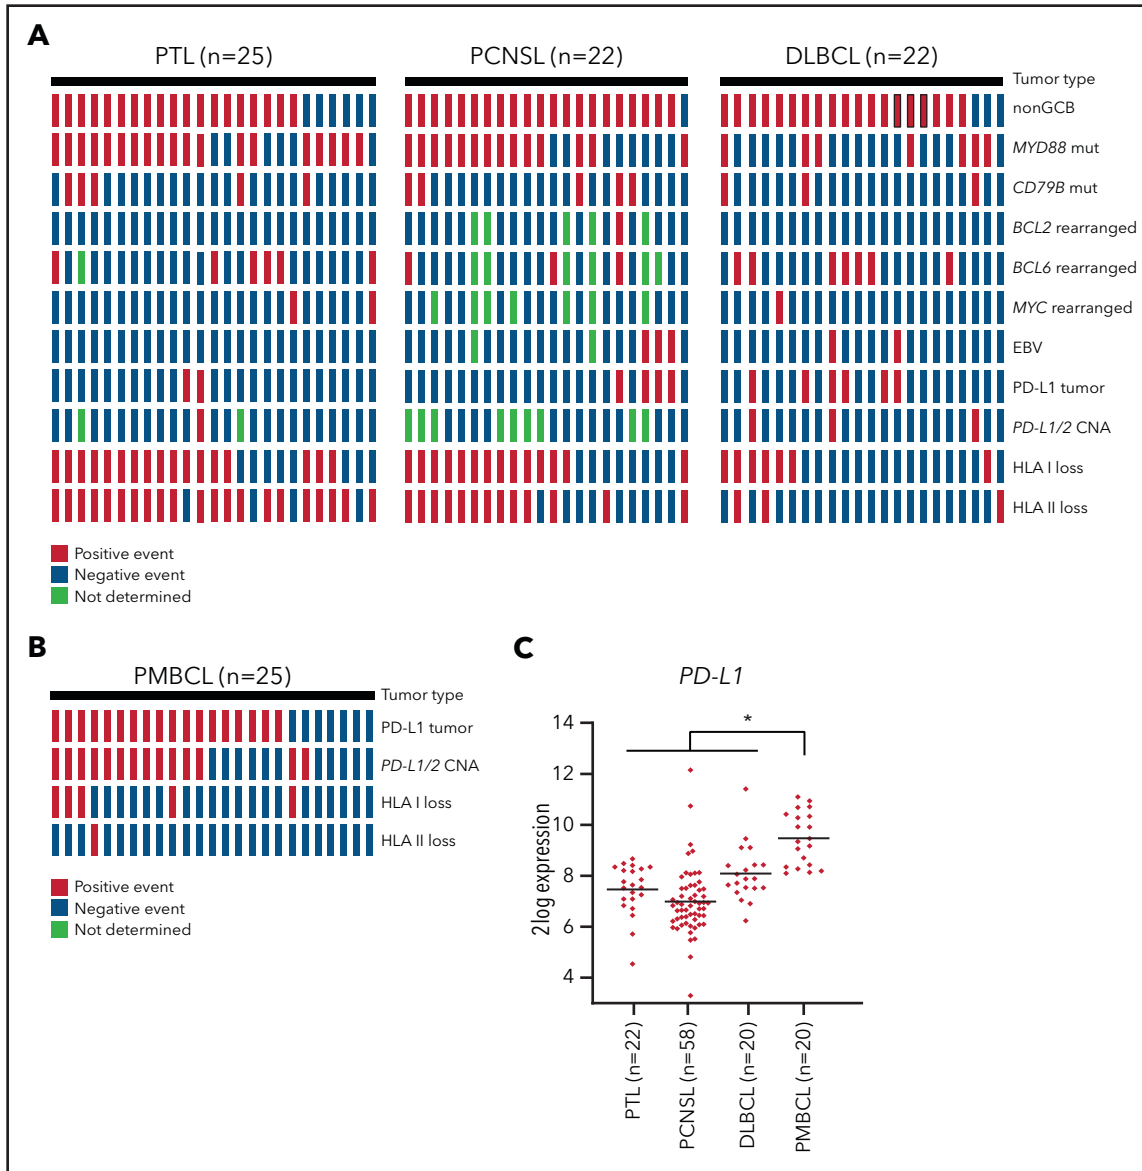 A
PTL (n=25)
PCNSL (n=22)
DLBCL (n=22)
Tumor type
nonGCB
MYD88 mut
CD79B mut
BCL2 rearranged
BCL6 rearranged
MYC rearranged
EBV
PD-L1 tumor
PD-L1/2 CNA
HLA I loss
HLA II loss
Positive event
Negative event
Not determined
B
PMBCL (n=25)
Tumor type
PD-L1 tumor
PD-L1/2 CNA
HLA I loss
HLA II loss
Positive event
Negative event
Not determined
C
PD-L1
*
14
12
10
8
6
4
2log expression
PTL (n=22)
PCNSL (n=58)
DLBCL (n=20)
PMBCL (n=20)